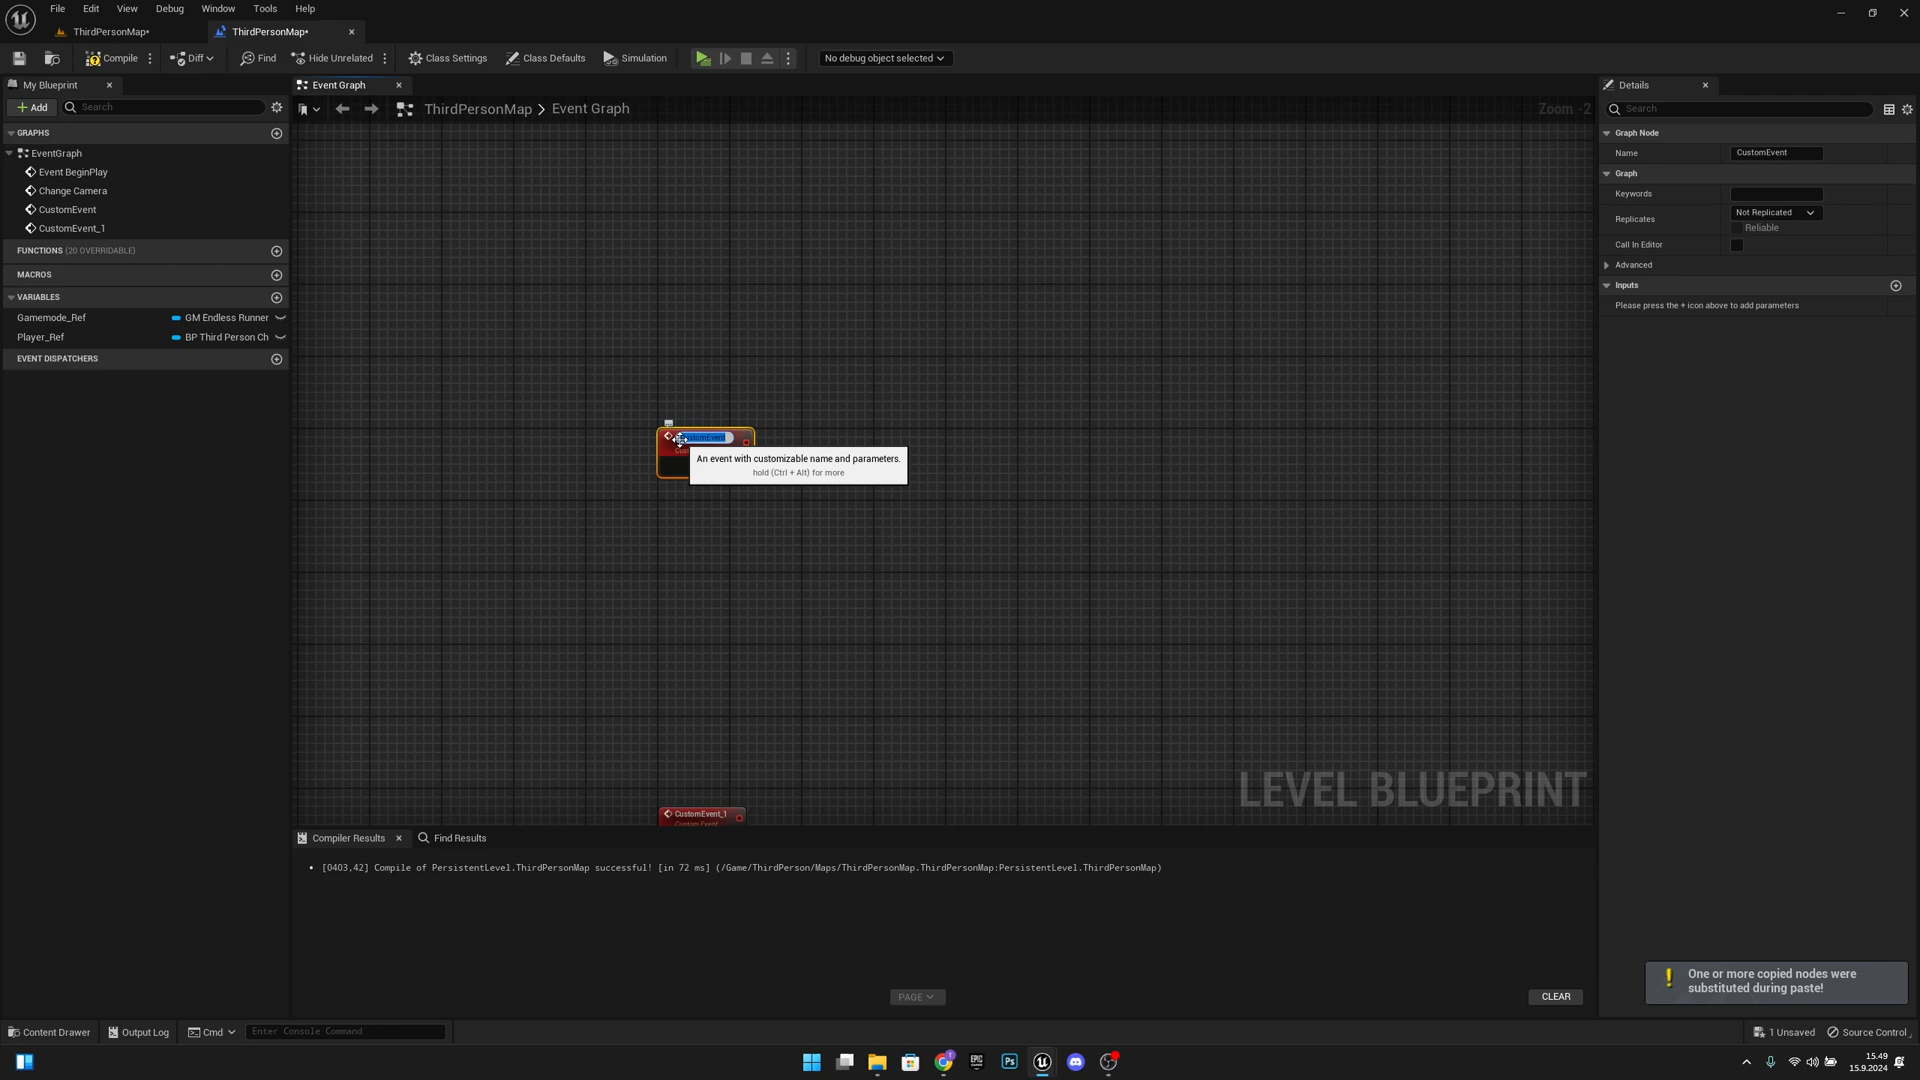 File Edit View Debug Window Tools Help
ThirdPersonMap• ThirdPersonMap•
Compile Diff Find Hide Unrelated Class Settings Class Defaults Simulation No debug object selected
My Blueprint Event Graph Details
Add Search
ThirdPersonMap > Event Graph Zoom -2
Search
GRAPHS
EventGraph
Event BeginPlay
Change Camera
CustomEvent
CustomEvent_1
FUNCTIONS (20 OVERRIDABLE)
MACROS
VARIABLES
Gamemode_Ref GM Endless Runner
Player_Ref BP Third Person Ch
EVENT DISPATCHERS
CustomEvent
An event with customizable name and parameters.
hold (Ctrl + Alt) for more
CustomEvent_1
Custom Event
LEVEL BLUEPRINT
Graph Node
Name CustomEvent
Graph
Keywords
Replicates Not Replicated
Reliable
Call In Editor
Advanced
Inputs
Please press the + icon above to add parameters
Compiler Results Find Results
• [0403,42] Compile of PersistentLevel.ThirdPersonMap successful! [in 72 ms] (/Game/ThirdPerson/Maps/ThirdPersonMap.ThirdPersonMap:PersistentLevel.ThirdPersonMap)
One or more copied nodes were
substituted during paste!
PAGE CLEAR
Content Drawer Output Log Cmd Enter Console Command 1 Unsaved Source Control
Ps
15.49
15.9.2024